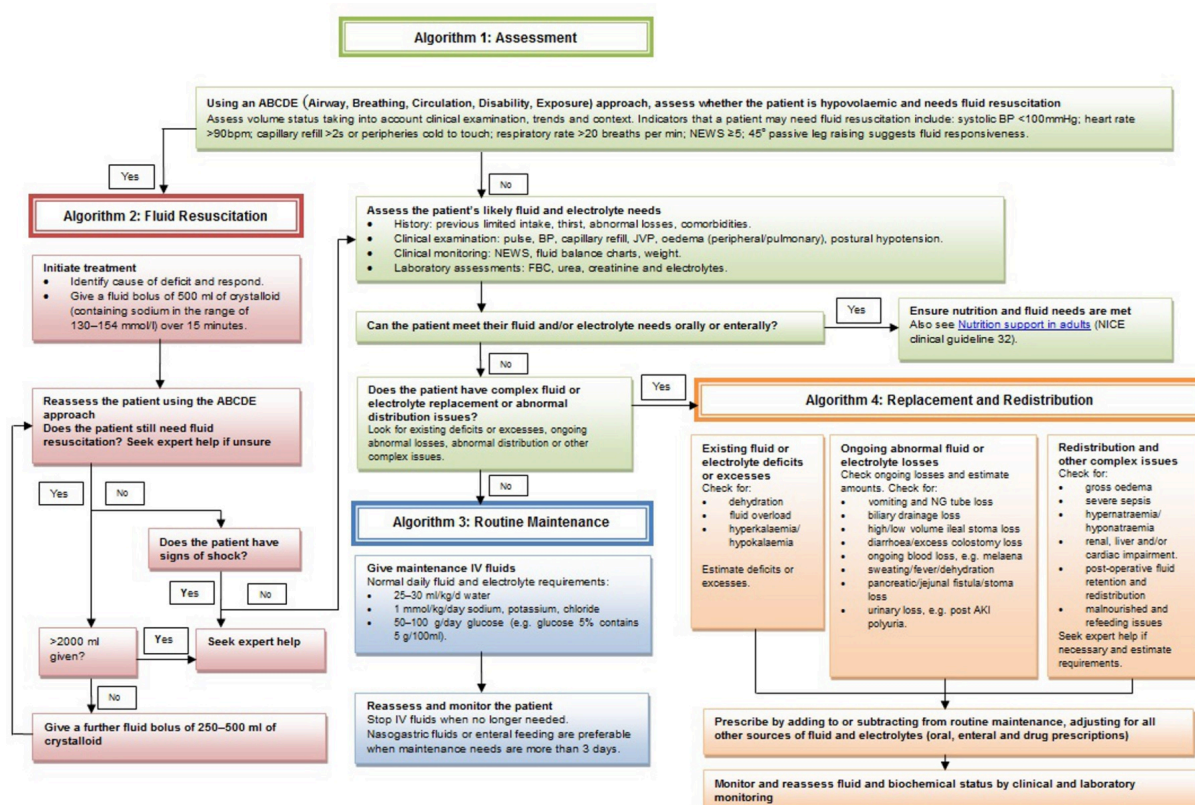 Algorithm 1: Assessment
Using an ABCDE (Airway, Breathing, Circulation, Disability, Exposure) approach, assess whether the patient is hypovolaemic and needs fluid resuscitation
Assess volume status taking into account clinical examination, trends and context. Indicators that a patient may need fluid resuscitation include: systolic BP <100mmHg; heart rate
>90bpm; capillary refill >2s or peripheries cold to touch; respiratory rate >20 breaths per min; NEWS ≥5; 45° passive leg raising suggests fluid responsiveness.
Yes
No
Algorithm 2: Fluid Resuscitation
Initiate treatment
• Identify cause of deficit and respond.
• Give a fluid bolus of 500 ml of crystalloid
(containing sodium in the range of
130–154 mmol/l) over 15 minutes.
Reassess the patient using the ABCDE
approach
Does the patient still need fluid
resuscitation? Seek expert help if unsure
Yes
No
Does the patient have
signs of shock?
Yes
No
>2000 ml
given?
Yes
Seek expert help
No
Give a further fluid bolus of 250–500 ml of
crystalloid
Assess the patient's likely fluid and electrolyte needs
• History: previous limited intake, thirst, abnormal losses, comorbidities.
• Clinical examination: pulse, BP, capillary refill, JVP, oedema (peripheral/pulmonary), postural hypotension.
• Clinical monitoring: NEWS, fluid balance charts, weight.
• Laboratory assessments: FBC, urea, creatinine and electrolytes.
Can the patient meet their fluid and/or electrolyte needs orally or enterally?
Yes
Ensure nutrition and fluid needs are met
Also see Nutrition support in adults (NICE
clinical guideline 32).
No
Does the patient have complex fluid or
electrolyte replacement or abnormal
distribution issues?
Look for existing deficits or excesses, ongoing
abnormal losses, abnormal distribution or other
complex issues.
Yes
No
Algorithm 3: Routine Maintenance
Give maintenance IV fluids
Normal daily fluid and electrolyte requirements:
• 25–30 ml/kg/d water
• 1 mmol/kg/day sodium, potassium, chloride
• 50–100 g/day glucose (e.g. glucose 5% contains
5 g/100ml).
Reassess and monitor the patient
Stop IV fluids when no longer needed.
Nasogastric fluids or enteral feeding are preferable
when maintenance needs are more than 3 days.
Algorithm 4: Replacement and Redistribution
Existing fluid or
electrolyte deficits
or excesses
Check for:
• dehydration
• fluid overload
• hyperkalaemia/
hypokalaemia
Estimate deficits or
excesses.
Ongoing abnormal fluid or
electrolyte losses
Check ongoing losses and estimate
amounts. Check for:
• vomiting and NG tube loss
• biliary drainage loss
• high/low volume ileal stoma loss
• diarrhoea/excess colostomy loss
• ongoing blood loss, e.g. melaena
• sweating/fever/dehydration
• pancreatic/jejunal fistula/stoma
loss
• urinary loss, e.g. post AKI
polyuria.
Redistribution and
other complex issues
Check for:
• gross oedema
• severe sepsis
• hypernatraemia/
hyponatraemia
• renal, liver and/or
cardiac impairment.
• post-operative fluid
retention and
redistribution
• malnourished and
refeeding issues
Seek expert help if
necessary and estimate
requirements.
Prescribe by adding to or subtracting from routine maintenance, adjusting for all
other sources of fluid and electrolytes (oral, enteral and drug prescriptions)
Monitor and reassess fluid and biochemical status by clinical and laboratory
monitoring